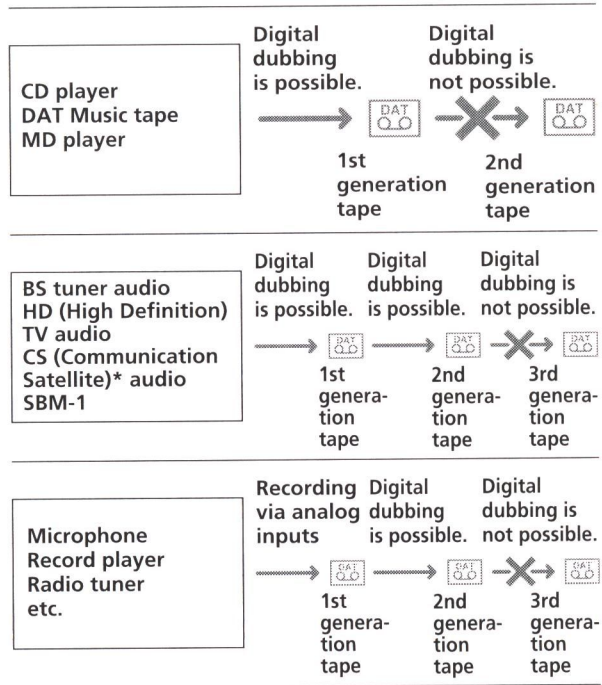 CD player
DAT Music tape
MD player
Digital
dubbing
is possible.
Digital
dubbing is
not possible.
DAT
DAT
1st
generation
tape
2nd
generation
tape
BS tuner audio
HD (High Definition)
TV audio
CS (Communication
Satellite)* audio
SBM-1
Digital
dubbing
is possible.
Digital
dubbing
is possible.
Digital
dubbing is
not possible.
DAT
DAT
DAT
1st
genera-
tion
tape
2nd
genera-
tion
tape
3rd
genera-
tion
tape
Microphone
Record player
Radio tuner
etc.
Recording
via analog
inputs
Digital
dubbing
is possible.
Digital
dubbing is
not possible.
DAT
DAT
DAT
1st
genera-
tion
tape
2nd
genera-
tion
tape
3rd
genera-
tion
tape